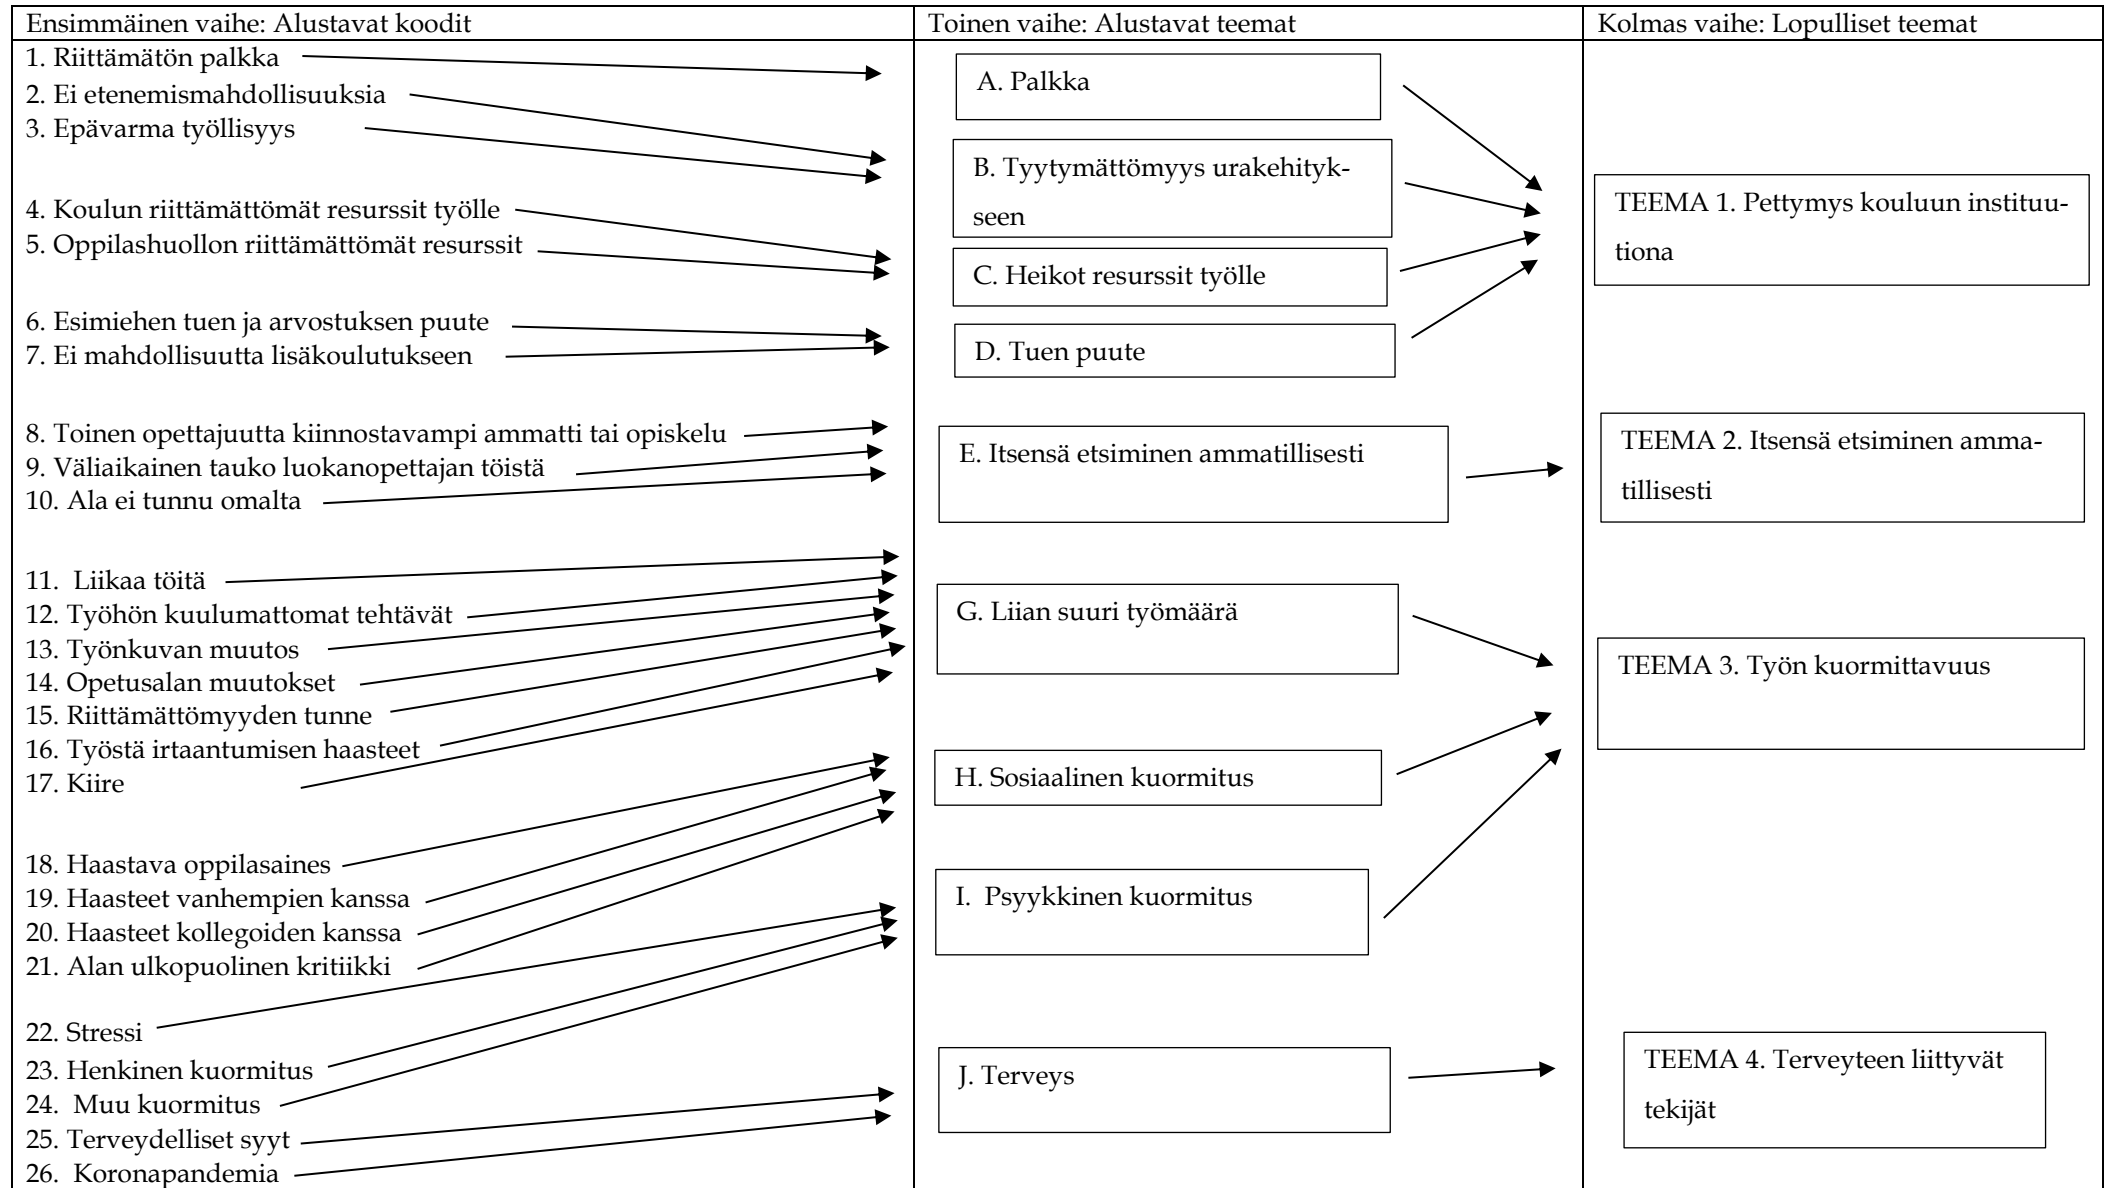 Ensimmäinen vaihe: Alustavat koodit
1. Riittämätön palkka
2. Ei etenemismahdollisuuksia
3. Epävarma työllisyys
4. Koulun riittämättömät resurssit työlle
5. Oppilashuollon riittämättömät resurssit
6. Esimiehen tuen ja arvostuksen puute
7. Ei mahdollisuutta lisäkoulutukseen
8. Toinen opettajuutta kiinnostavampi ammatti tai opiskelu
9. Väliaikainen tauko luokanopettajan töistä
10. Ala ei tunnu omalta
11. Liikaa töitä
12. Työhön kuulumattomat tehtävät
13. Työnkuvan muutos
14. Opetusalan muutokset
15. Riittämättömyyden tunne
16. Työstä irtaantumisen haasteet
17. Kiire
18. Haastava oppilasaines
19. Haasteet vanhempien kanssa
20. Haasteet kollegoiden kanssa
21. Alan ulkopuolinen kritiikki
22. Stressi
23. Henkinen kuormitus
24. Muu kuormitus
25. Terveydelliset syyt
26. Koronapandemia
Toinen vaihe: Alustavat teemat
A. Palkka
B. Tyytymättömyys urakehityk-
seen
C. Heikot resurssit työlle
D. Tuen puute
E. Itsensä etsiminen ammatillisesti
G. Liian suuri työmäärä
H. Sosiaalinen kuormitus
I. Psyykkinen kuormitus
J. Terveys
Kolmas vaihe: Lopulliset teemat
TEEMA 1. Pettymys kouluun instituu-
tiona
TEEMA 2. Itsensä etsiminen amma-
tillisesti
TEEMA 3. Työn kuormittavuus
TEEMA 4. Terveyteen liittyvät
tekijät